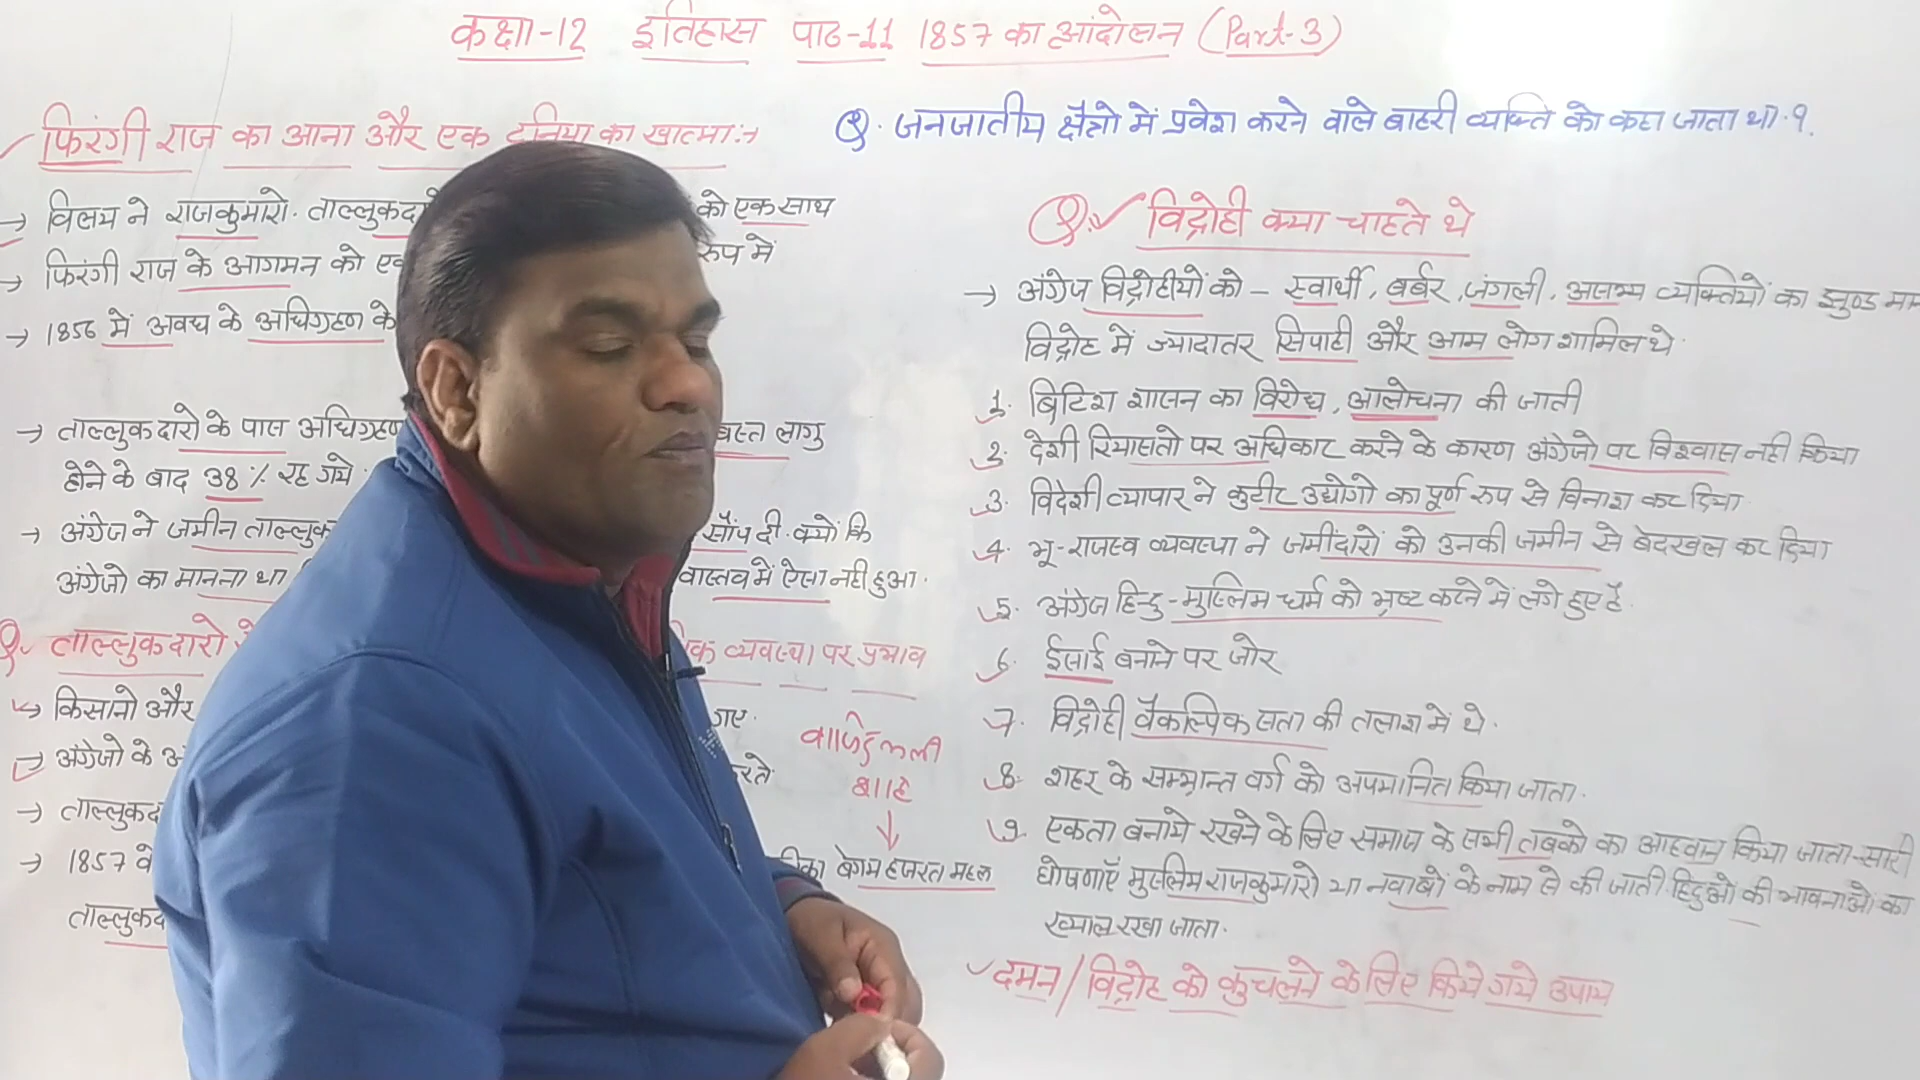 कक्षा-12 इतिहास पाठ-11 1857 का आंदोलन (Part-3)
फिरंगी राज का आना और एक दुनिया का खात्मा:→
→ विलय ने राजकुमारो. ताल्लुकदा को एक साथ
→ फिरंगी राज के आगमन को एक रूप में
→ 1856 में अवध के अधिग्रहण के
→ ताल्लुकदारो के पास अधिग्रहण वस्त लागु
होने के बाद 38 % रह गये.
→ अंग्रेज ने जमीन ताल्लुक सौंप दी. क्यों कि
अंग्रेजो का मानना था वास्तव में ऐसा नही हुआ.
Q. ताल्लुकदारो िक व्यवस्था पर प्रभाव
→ किसानो और गए.
→ अंग्रेजो के रते
→ ताल्लुकद
→ 1857 वे
ताल्लुकद
वाजिद अली
शाह
↓
बेगम हजरत महल
Q. जनजातीय क्षैत्रो में प्रवेश करने वाले बाहरी व्यक्ति को कहा जाता था.?.
Q. विद्रोही क्या चाहते थे
→ अंग्रेज विद्रोहीयों को – स्वार्थी, बर्बर, जंगली, असभ्य व्यक्तियों का झुण्ड मान
विद्रोह में ज्यादातर सिपाही और आम लोग शामिल थे.
1. ब्रिटिश शासन का विरोध, आलोचना की जाती
2. देशी रियासतो पर अधिकार करने के कारण अंग्रेजो पर विश्वास नही किया
3. विदेशी व्यापार ने कुटीर उद्योगो का पूर्ण रुप से विनाश कर दिया
4. भू-राजस्व व्यवस्था ने जमींदारों को उनकी जमीन से बेदखल कर दिया
5. अंग्रेज हिन्दु-मुस्लिम धर्म को भ्रष्ट करने में लगे हुए है.
6. ईसाई बनाने पर जोर
7. विद्रोही वैकल्पिक सता की तलाश में थे.
8. शहर के सम्भ्रान्त वर्ग को अपमानित किया जाता.
9. एकता बनाये रखने के लिए समाज के सभी तबको का आहवान किया जाता-सारी
घोषणाएँ मुस्लिम राजकुमारो या नवाबों के नाम से की जाती हिंदुओ की भावनाओ का
ख्याल रखा जाता.
दमन/विद्रोह को कुचलने के लिए किये गये उपाय